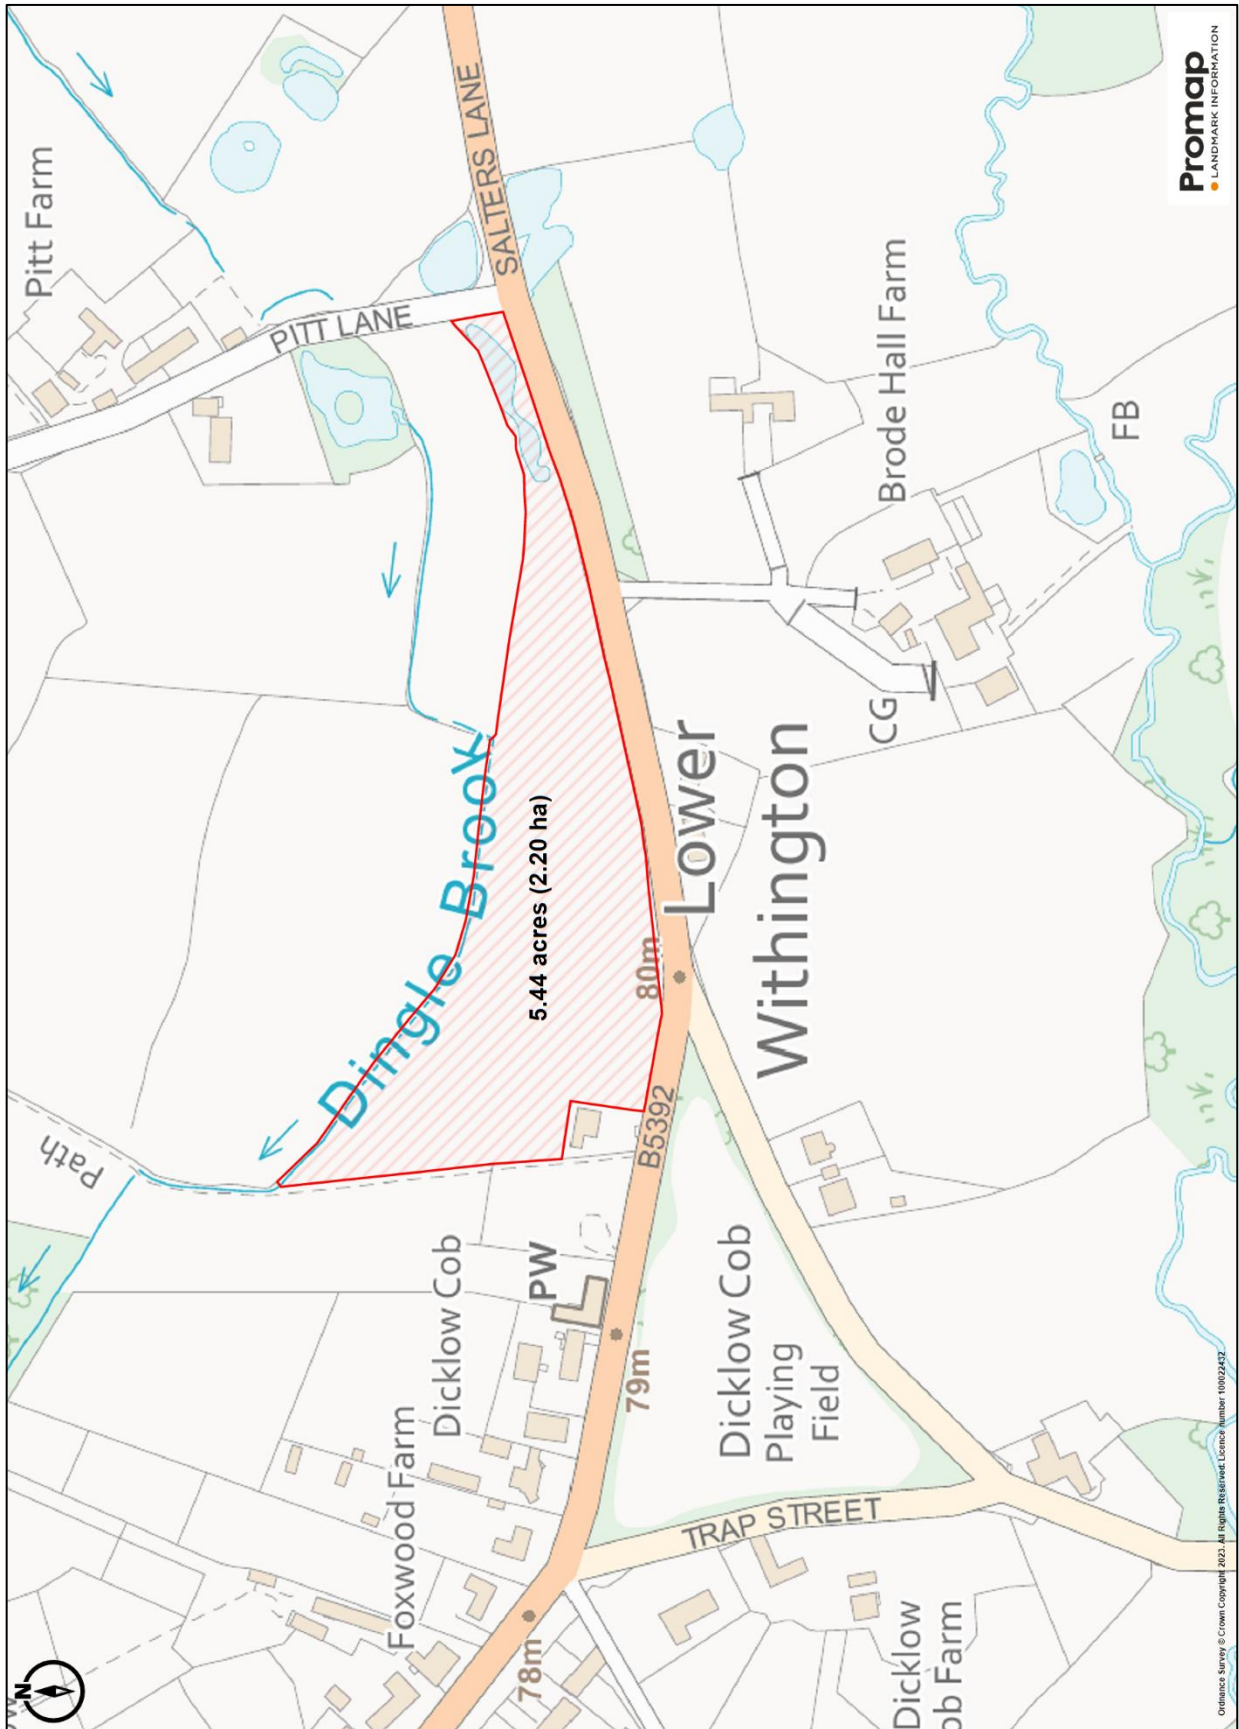 N
Path
Pitt Farm
PITT LANE
SALTERS LANE
Dingle Brook
5.44 acres (2.20 ha)
Foxwood Farm
Dicklow Cob
PW
78m
79m
80m
B5392
Lower
Withington
TRAP STREET
Dicklow Cob
Playing
Field
CG
Brode Hall Farm
FB
Dicklow
ob Farm
Ordnance Survey © Crown Copyright 2023. All Rights Reserved. Licence number 100022432
Promap
LANDMARK INFORMATION